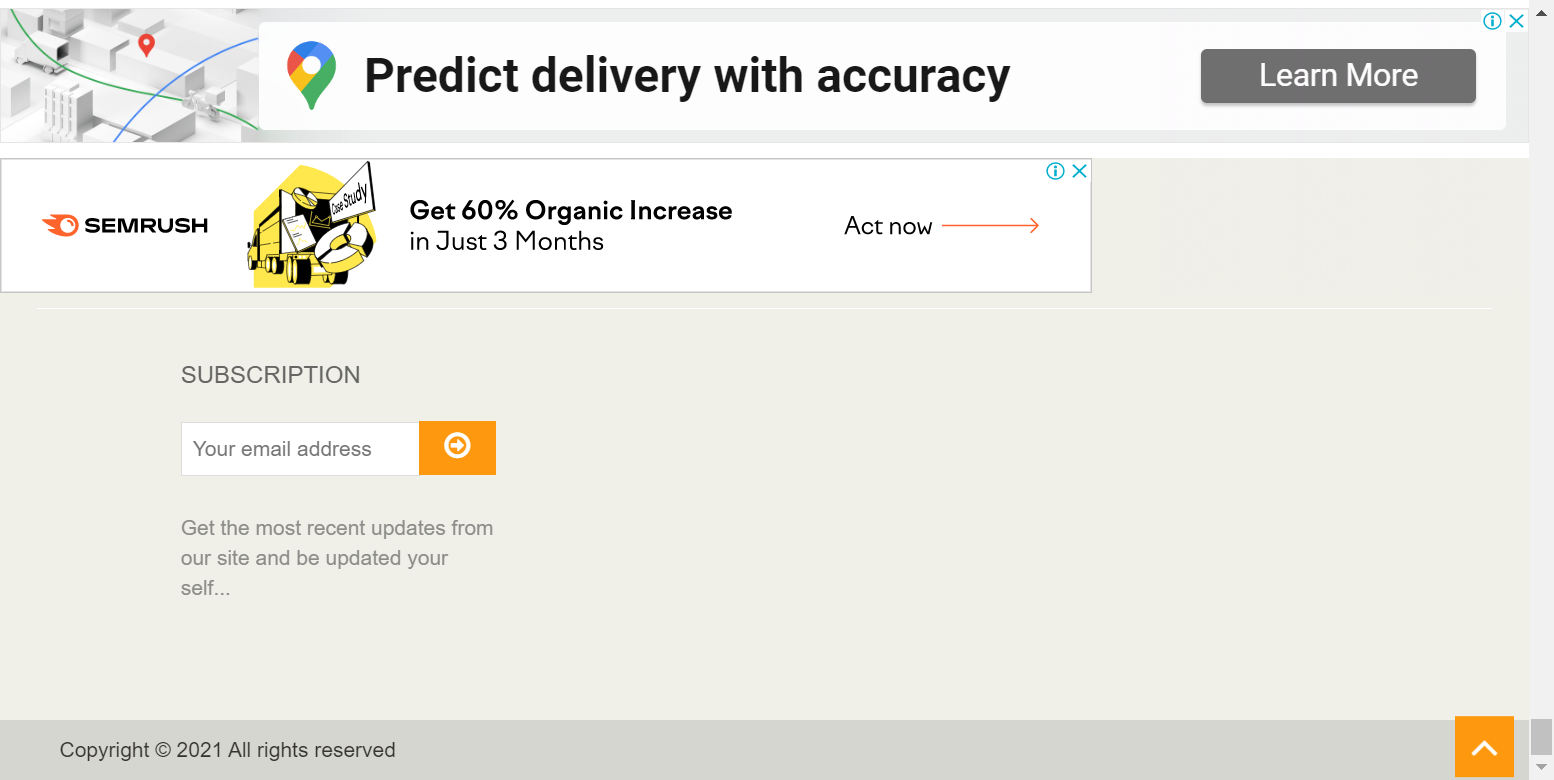 Predict delivery with accuracy
Learn More
SEMRUSH
Case Study
Get 60% Organic Increase
in Just 3 Months
Act now
SUBSCRIPTION
Your email address
Get the most recent updates from
our site and be updated your
self...
Copyright © 2021 All rights reserved